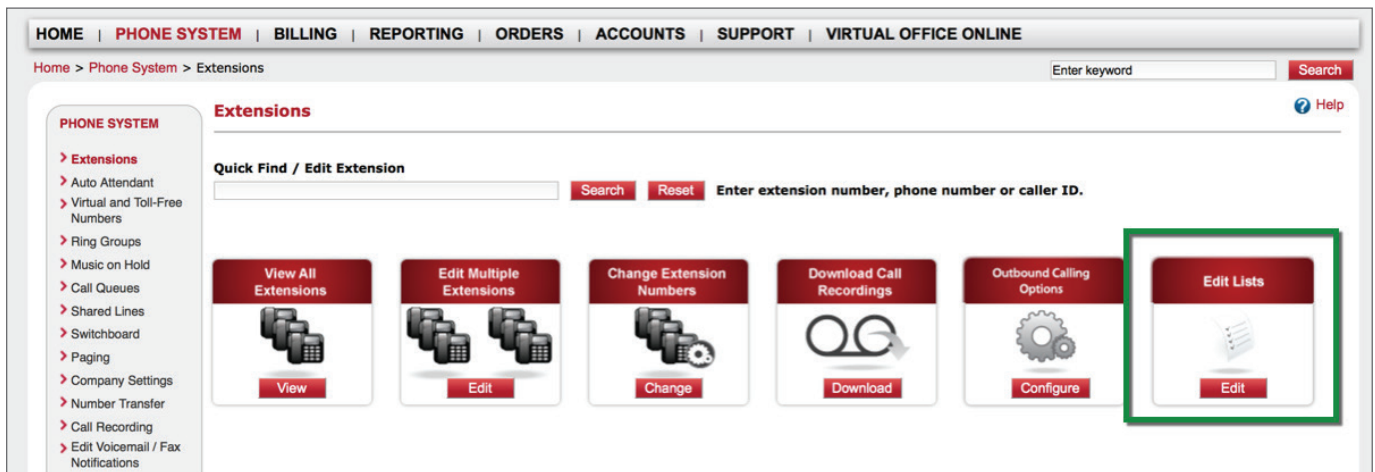 HOME | PHONE SYSTEM | BILLING | REPORTING | ORDERS | ACCOUNTS | SUPPORT | VIRTUAL OFFICE ONLINE
Home > Phone System > Extensions
Enter keyword
Search
PHONE SYSTEM
Extensions
Auto Attendant
Virtual and Toll-Free
Numbers
Ring Groups
Music on Hold
Call Queues
Shared Lines
Switchboard
Paging
Company Settings
Number Transfer
Call Recording
Edit Voicemail / Fax
Notifications
Extensions
? Help
Quick Find / Edit Extension
Search
Reset
Enter extension number, phone number or caller ID.
View All
Extensions
View
Edit Multiple
Extensions
Edit
Change Extension
Numbers
Change
Download Call
Recordings
Download
Outbound Calling
Options
Configure
Edit Lists
Edit